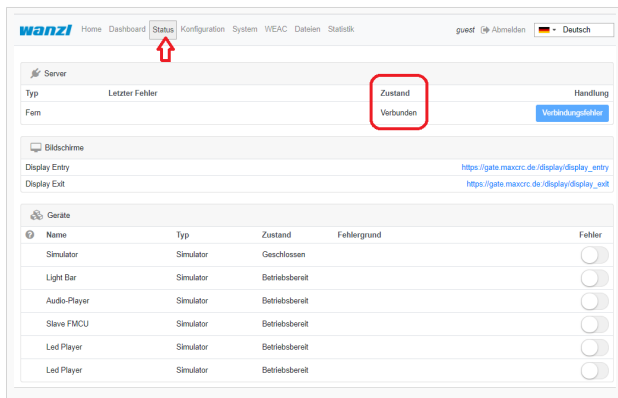 wanzl Home Dashboard Status Konfiguration System WEAC Dateien Statistik guest Abmelden Deutsch
Server
Typ Letzter Fehler Zustand Handlung
Fern Verbunden Verbindungsfehler
Bildschirme
Display Entry https://gate.maxcrc.de:/display/display_entry
Display Exit https://gate.maxcrc.de:/display/display_exit
Geräte
? Name Typ Zustand Fehlergrund Fehler
Simulator Simulator Geschlossen
Light Bar Simulator Betriebsbereit
Audio-Player Simulator Betriebsbereit
Slave FMCU Simulator Betriebsbereit
Led Player Simulator Betriebsbereit
Led Player Simulator Betriebsbereit